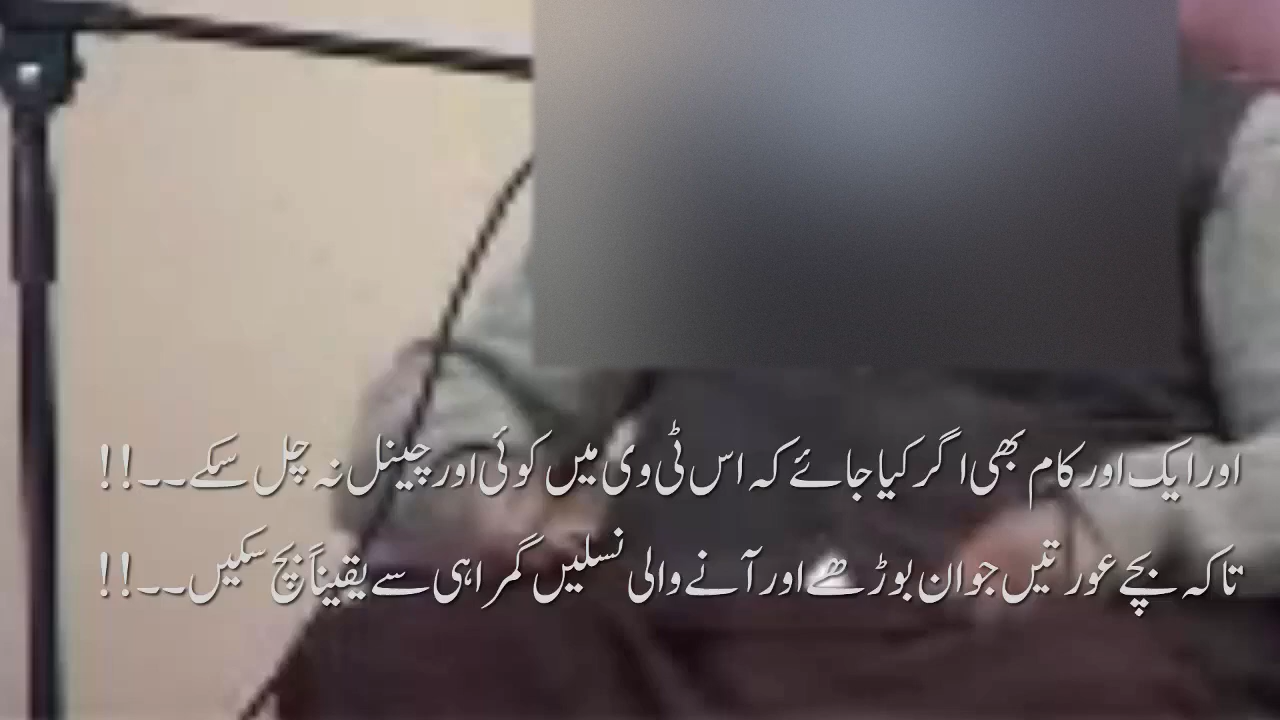 اور ایک اور کام بھی اگر کیا جائے کہ اس ٹی وی میں کوئی اور چینل نہ چل سکے۔۔!!
تاکہ بچے عورتیں جوان بوڑھے اور آنے والی نسلیں گمراہی سے یقیناً بچ سکیں۔۔!!